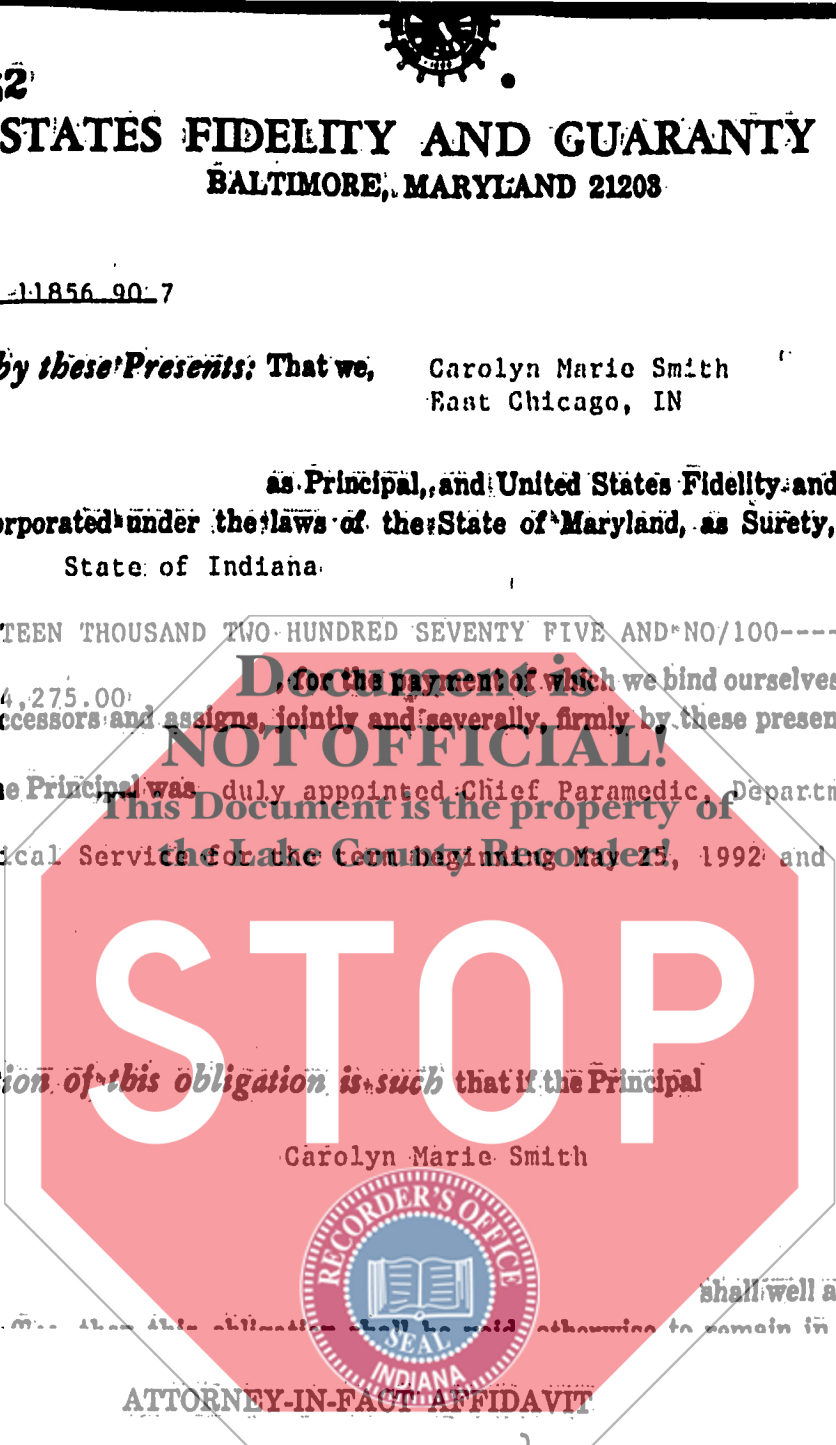 STATES FIDELITY AND GUARANTY
BALTIMORE, MARYLAND 21203
11856 90 7
by these Presents: That we, Carolyn Marie Smith
East Chicago, IN
as Principal, and United States Fidelity and
orporated under the laws of the State of Maryland, as Surety,
State of Indiana
TEEN THOUSAND TWO HUNDRED SEVENTY FIVE AND NO/100----
Document is
, for the payment of which we bind ourselves
4,275.00
ccessors and assigns, jointly and severally, firmly by these presen
NOT OFFICIAL!
e Principal was duly appointed Chief Paramedic, Departm
This Document is the property of
the Lake County Recorder!
ical Service for the term beginning May 25, 1992 and
STOP
ion of this obligation is such that if the Principal
Carolyn Marie Smith
RECORDER'S OFFICE
shall well a
then this obligation shall be void, otherwise to remain in
SEAL
INDIANA
ATTORNEY-IN-FACT AFFIDAVIT